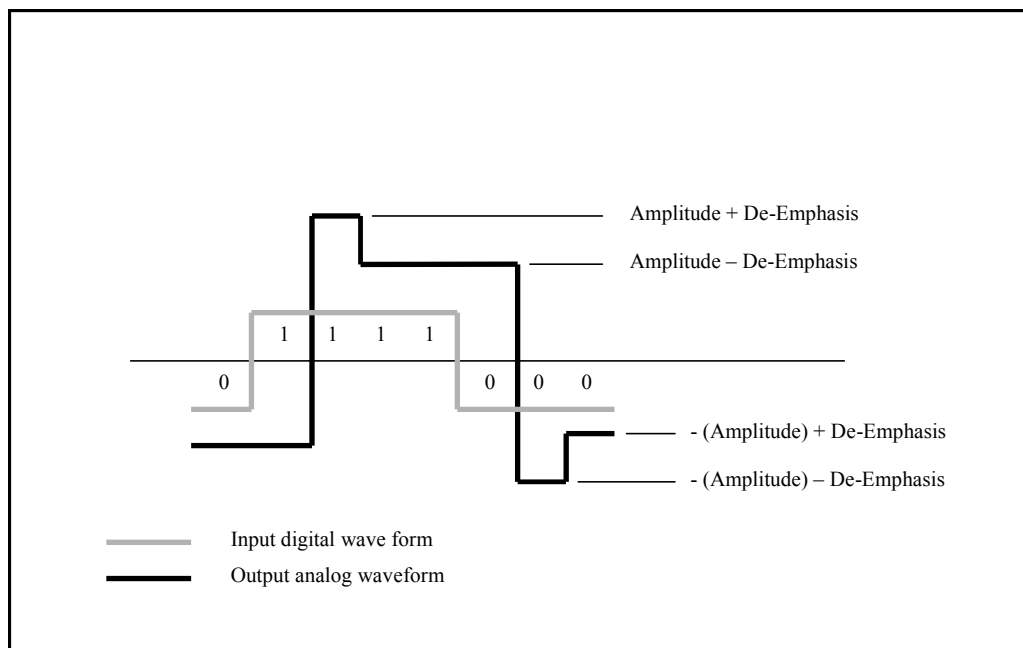 Amplitude + De-Emphasis
Amplitude – De-Emphasis
1 1 1 1
0 0 0 0
- (Amplitude) + De-Emphasis
- (Amplitude) – De-Emphasis
Input digital wave form
Output analog waveform